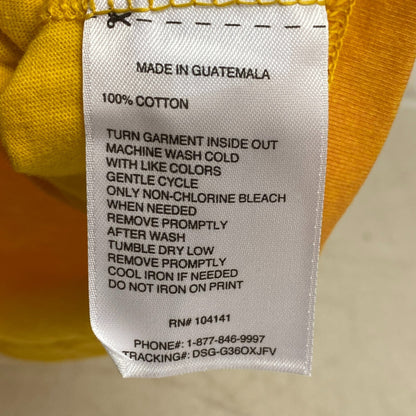 MADE IN GUATEMALA
100% COTTON
TURN GARMENT INSIDE OUT
MACHINE WASH COLD
WITH LIKE COLORS
GENTLE CYCLE
ONLY NON-CHLORINE BLEACH
WHEN NEEDED
REMOVE PROMPTLY
AFTER WASH
TUMBLE DRY LOW
REMOVE PROMPTLY
COOL IRON IF NEEDED
DO NOT IRON ON PRINT
RN# 104141
PHONE#: 1-877-846-9997
TRACKING#: DSG-G36OXJFV